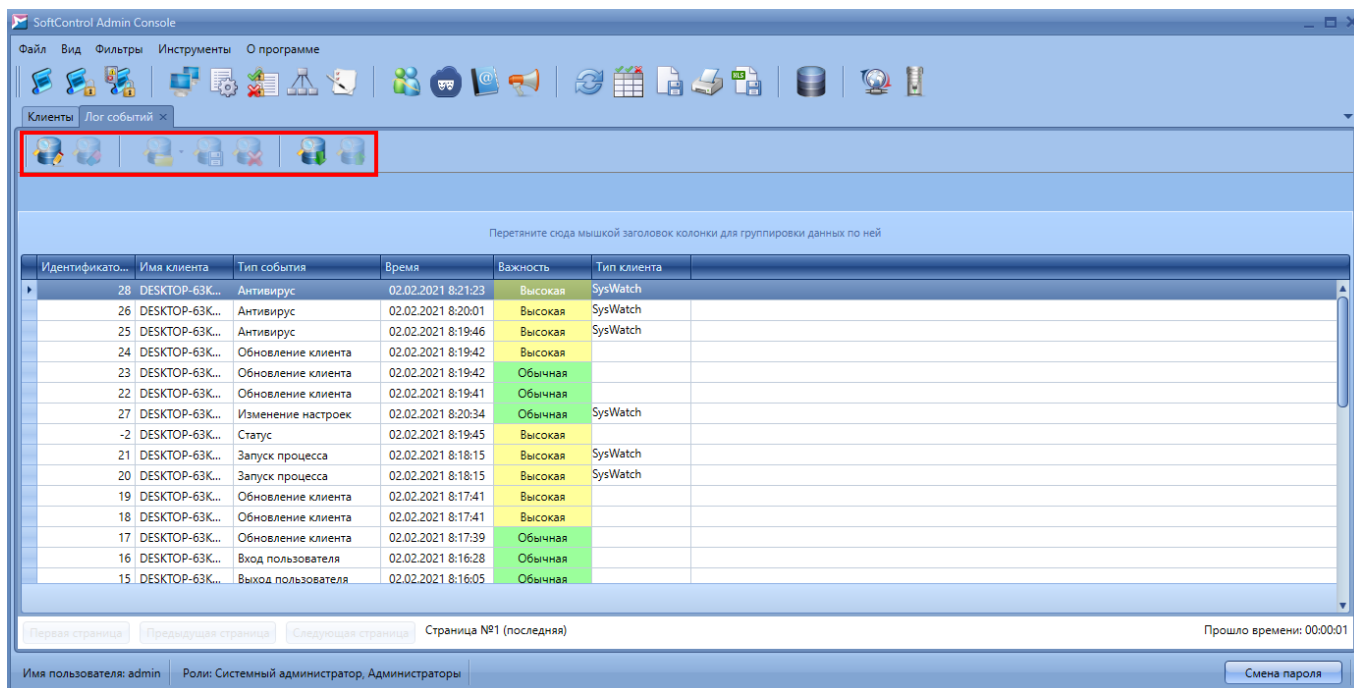 SoftControl Admin Console
Файл Вид Фильтры Инструменты О программе
Клиенты Лог событий ×
Перетяните сюда мышкой заголовок колонки для группировки данных по ней
Идентификато... Имя клиента Тип события Время Важность Тип клиента
28 DESKTOP-63K... Антивирус 02.02.2021 8:21:23 Высокая SysWatch
26 DESKTOP-63K... Антивирус 02.02.2021 8:20:01 Высокая SysWatch
25 DESKTOP-63K... Антивирус 02.02.2021 8:19:46 Высокая SysWatch
24 DESKTOP-63K... Обновление клиента 02.02.2021 8:19:42 Высокая
23 DESKTOP-63K... Обновление клиента 02.02.2021 8:19:42 Обычная
22 DESKTOP-63K... Обновление клиента 02.02.2021 8:19:41 Обычная
27 DESKTOP-63K... Изменение настроек 02.02.2021 8:20:34 Обычная SysWatch
-2 DESKTOP-63K... Статус 02.02.2021 8:19:45 Высокая
21 DESKTOP-63K... Запуск процесса 02.02.2021 8:18:15 Высокая SysWatch
20 DESKTOP-63K... Запуск процесса 02.02.2021 8:18:15 Высокая SysWatch
19 DESKTOP-63K... Обновление клиента 02.02.2021 8:17:41 Высокая
18 DESKTOP-63K... Обновление клиента 02.02.2021 8:17:41 Высокая
17 DESKTOP-63K... Обновление клиента 02.02.2021 8:17:39 Обычная
16 DESKTOP-63K... Вход пользователя 02.02.2021 8:16:28 Обычная
15 DESKTOP-63K... Выход пользователя 02.02.2021 8:16:05 Обычная
Первая страница Предыдущая страница Следующая страница Страница №1 (последняя) Прошло времени: 00:00:01
Имя пользователя: admin Роли: Системный администратор, Администраторы Смена пароля